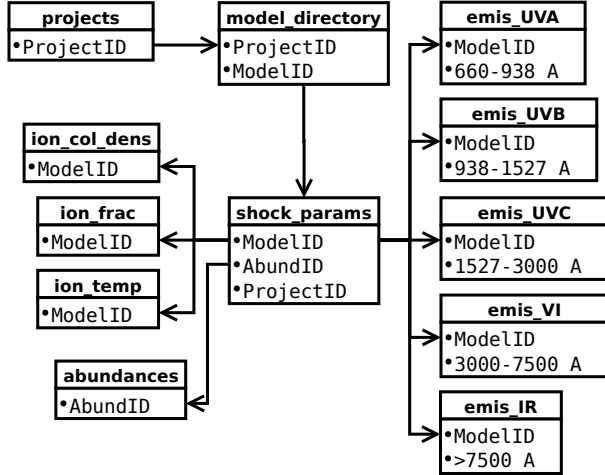 projects
•ProjectID
model_directory
•ProjectID
•ModelID
emis_UVA
•ModelID
•660-938 A
emis_UVB
•ModelID
•938-1527 A
ion_col_dens
•ModelID
ion_frac
•ModelID
ion_temp
•ModelID
shock_params
•ModelID
•AbundID
•ProjectID
abundances
•AbundID
emis_UVC
•ModelID
•1527-3000 A
emis_VI
•ModelID
•3000-7500 A
emis_IR
•ModelID
•>7500 A